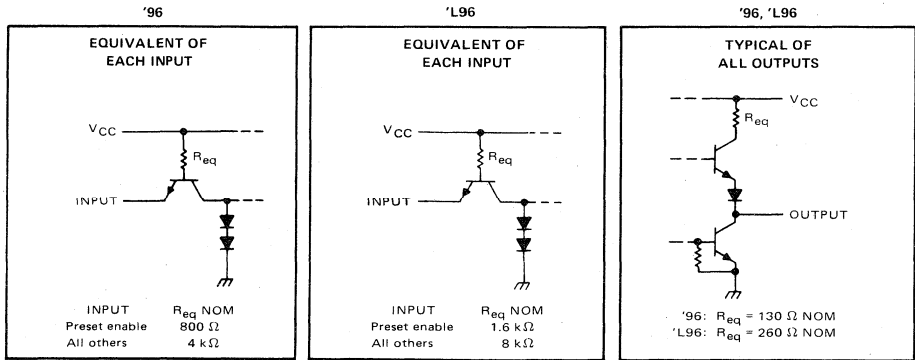 '96
EQUIVALENT OF
EACH INPUT
VCC
Req
INPUT
INPUT Req NOM
Preset enable 800 Ω
All others 4 kΩ
'L96
EQUIVALENT OF
EACH INPUT
VCC
Req
INPUT
INPUT Req NOM
Preset enable 1.6 kΩ
All others 8 kΩ
'96, 'L96
TYPICAL OF
ALL OUTPUTS
VCC
Req
OUTPUT
'96: Req = 130 Ω NOM
'L96: Req = 260 Ω NOM